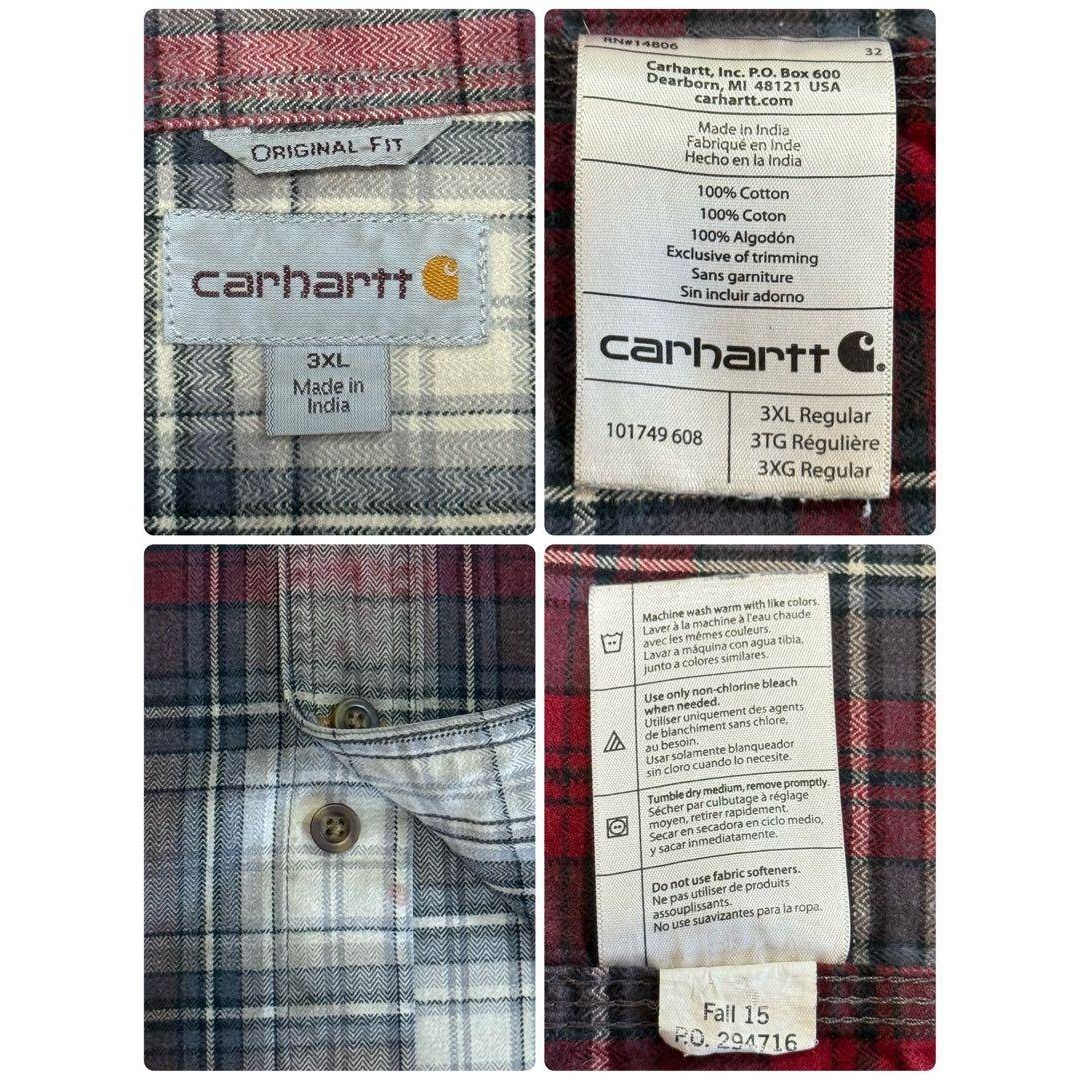 ORIGINAL FIT
carhartt
3XL
Made in
India
RN#14806
32
Carhartt, Inc. P.O. Box 600
Dearborn, MI 48121 USA
carhartt.com
Made in India
Fabriqué en Inde
Hecho en la India
100% Cotton
100% Coton
100% Algodón
Exclusive of trimming
Sans garniture
Sin incluir adorno
carhartt
101749 608
3XL Regular
3TG Régulière
3XG Regular
Machine wash warm with like colors.
Laver à la machine à l'eau chaude
avec les mêmes couleurs.
Lavar a máquina con agua tibia,
junto a colores similares.
Use only non-chlorine bleach
when needed.
Utiliser uniquement des agents
de blanchiment sans chlore,
au besoin.
Usar solamente blanqueador
sin cloro cuando lo necesite.
Tumble dry medium, remove promptly.
Sécher par culbutage à réglage
moyen, retirer rapidement.
Secar en secadora en ciclo medio,
y sacar inmediatamente.
Do not use fabric softeners.
Ne pas utiliser de produits
assouplissants.
No use suavizantes para la ropa.
Fall 15
P.O. 294716